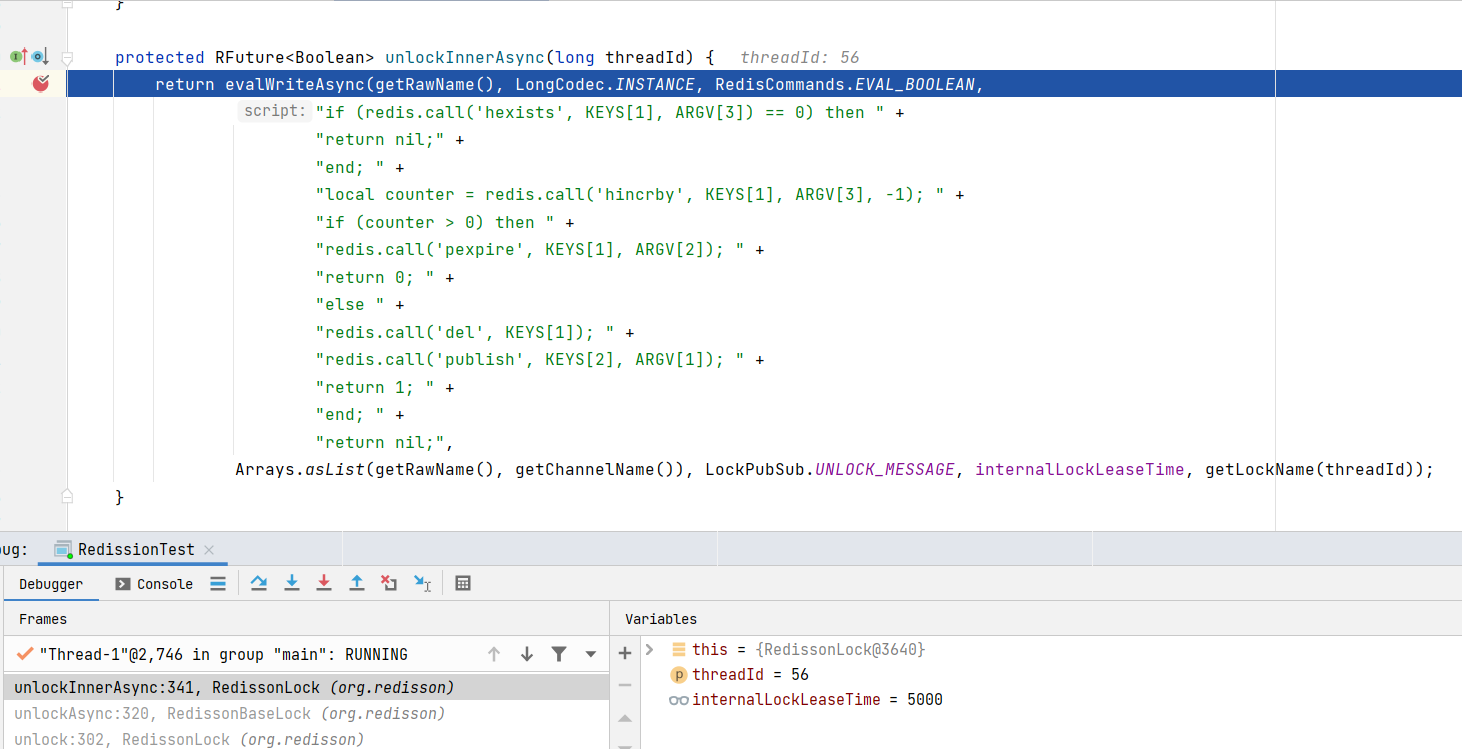 }
protected RFuture<Boolean> unlockInnerAsync(long threadId) {   threadId: 56
return evalWriteAsync(getRawName(), LongCodec.INSTANCE, RedisCommands.EVAL_BOOLEAN,
script: "if (redis.call('hexists', KEYS[1], ARGV[3]) == 0) then " +
"return nil;" +
"end; " +
"local counter = redis.call('hincrby', KEYS[1], ARGV[3], -1); " +
"if (counter > 0) then " +
"redis.call('pexpire', KEYS[1], ARGV[2]); " +
"return 0; " +
"else " +
"redis.call('del', KEYS[1]); " +
"redis.call('publish', KEYS[2], ARGV[1]); " +
"return 1; " +
"end; " +
"return nil;",
Arrays.asList(getRawName(), getChannelName()), LockPubSub.UNLOCK_MESSAGE, internalLockLeaseTime, getLockName(threadId));
}
ug: RedissionTest
Debugger Console
Frames
Variables
"Thread-1"@2,746 in group "main": RUNNING
unlockInnerAsync:341, RedissonLock (org.redisson)
unlockAsync:320, RedissonBaseLock (org.redisson)
unlock:302, RedissonLock (org.redisson)
this = {RedissonLock@3640}
p threadId = 56
internalLockLeaseTime = 5000